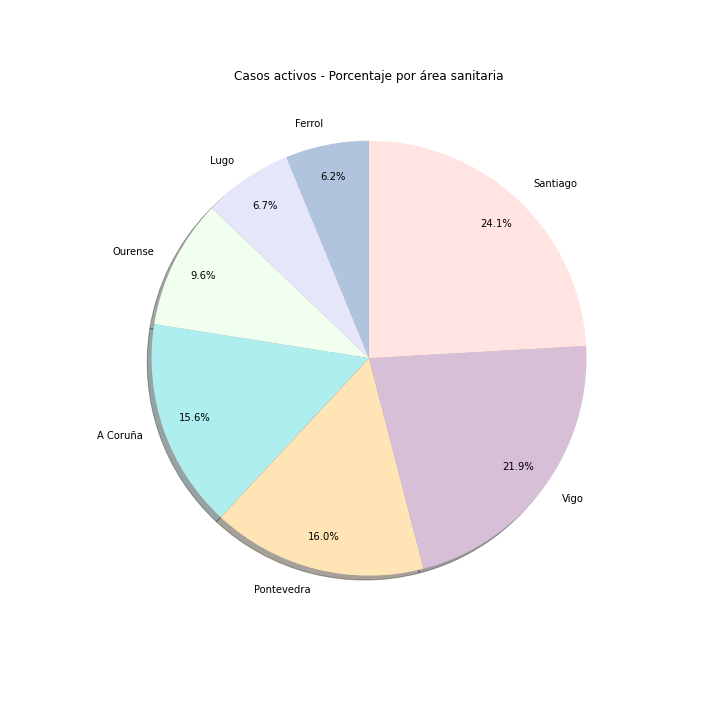 Casos activos - Porcentaje por área sanitaria
Ferrol
6.2%
Lugo
6.7%
Ourense
9.6%
A Coruña
15.6%
Pontevedra
16.0%
Vigo
21.9%
Santiago
24.1%